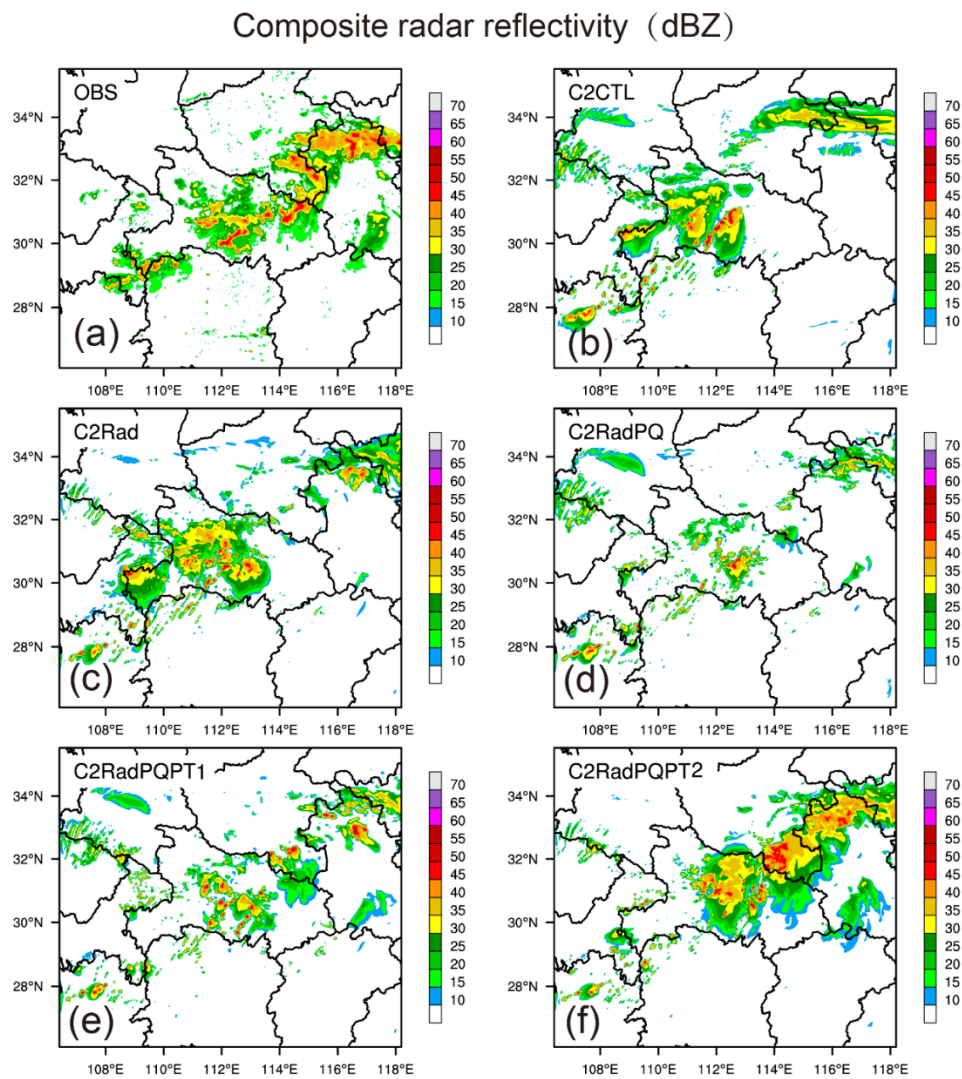 Composite radar reflectivity（dBZ）
OBS
34°N
32°N
30°N
28°N
(a)
108°E 110°E 112°E 114°E 116°E 118°E
70
65
60
55
50
45
40
35
30
25
20
15
10
C2CTL
34°N
32°N
30°N
28°N
(b)
108°E 110°E 112°E 114°E 116°E 118°E
70
65
60
55
50
45
40
35
30
25
20
15
10
C2Rad
34°N
32°N
30°N
28°N
(c)
108°E 110°E 112°E 114°E 116°E 118°E
70
65
60
55
50
45
40
35
30
25
20
15
10
C2RadPQ
34°N
32°N
30°N
28°N
(d)
108°E 110°E 112°E 114°E 116°E 118°E
70
65
60
55
50
45
40
35
30
25
20
15
10
C2RadPQPT1
34°N
32°N
30°N
28°N
(e)
108°E 110°E 112°E 114°E 116°E 118°E
70
65
60
55
50
45
40
35
30
25
20
15
10
C2RadPQPT2
34°N
32°N
30°N
28°N
(f)
108°E 110°E 112°E 114°E 116°E 118°E
70
65
60
55
50
45
40
35
30
25
20
15
10